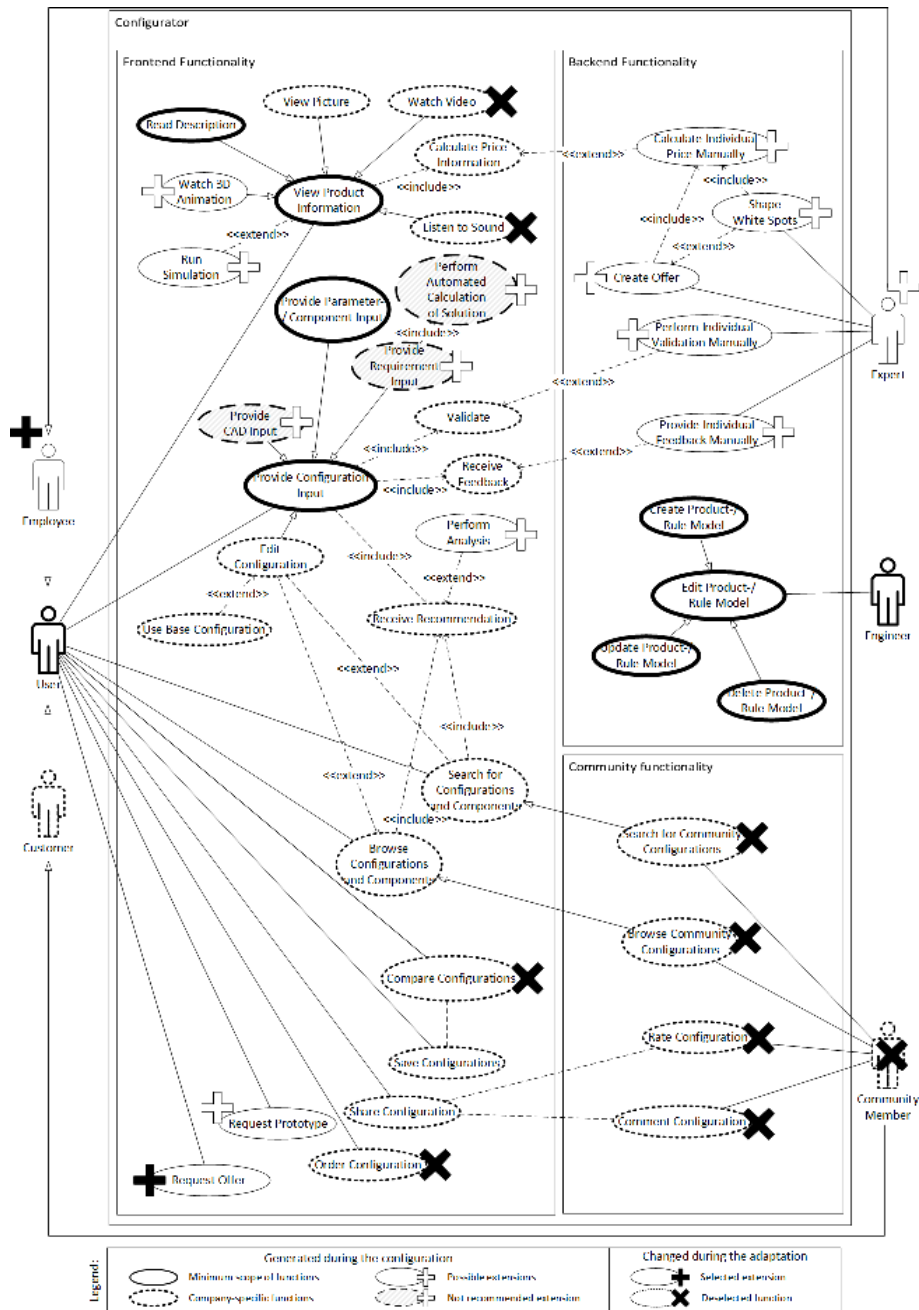 Configurator
Frontend Functionality
Backend Functionality
View Picture
Watch Video
Read Description
Calculate Price
Information
Calculate Individual
Price Manually
<<extend>>
<<include>>
<<include>>
Watch 3D
Animation
View Product
Information
Shape
White Spots
<<include>>
Listen to Sound
<<extend>>
<<extend>>
Run
Simulation
Perform
Automated
Calculation
of Solution
Create Offer
Provide Parameter-
/ Component Input
<<include>>
Perform Individual
Validation Manually
Provide
Requirement
Input
Expert
<<extend>>
Provide
CAD Input
Validate
Provide Individual
Feedback Manually
<<include>>
<<extend>>
Receive
Feedback
Provide Configuration
Input
<<include>>
Employee
Create Product-/
Rule Model
Perform
Analysis
Edit
Configuration
<<include>>
<<extend>>
<<extend>>
Edit Product-/
Rule Model
Use Base Configuration
Receive Recommendation
Engineer
Update Product-/
Rule Model
<<extend>>
User
Delete Product-/
Rule Model
<<include>>
<<extend>>
Search for
Configurations
and Components
Community functionality
<<include>>
Search for Community
Configurations
Customer
Browse
Configurations
and Components
Browse Community
Configurations
Compare Configurations
Rate Configuration
Save Configurations
Community
Member
Share Configuration
Comment Configuration
Request Prototype
Order Configuration
Request Offer
Legend:
Generated during the configuration
Changed during the adaptation
Minimum scope of functions
Possible extensions
Selected extension
Company-specific functions
Not recommended extension
Deselected function